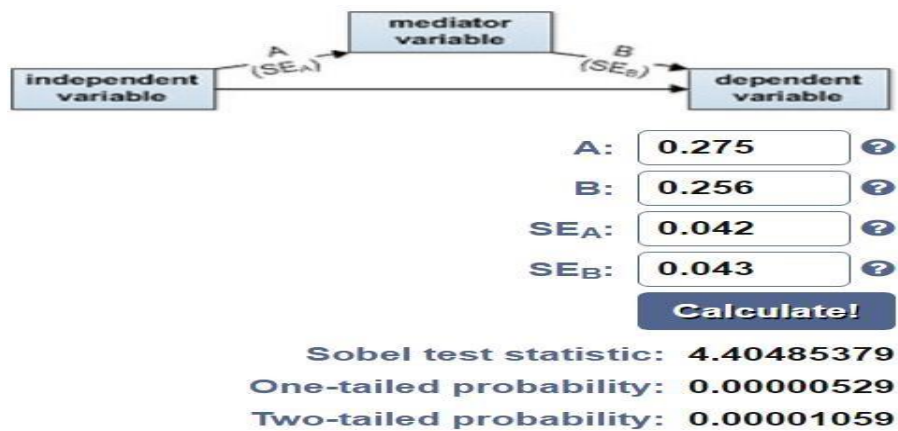 mediator
variable
A
(SEA)
B
(SEB)
independent
variable
dependent
variable
A: 0.275 ?
B: 0.256 ?
SEA: 0.042 ?
SEB: 0.043 ?
Calculate!
Sobel test statistic: 4.40485379
One-tailed probability: 0.00000529
Two-tailed probability: 0.00001059